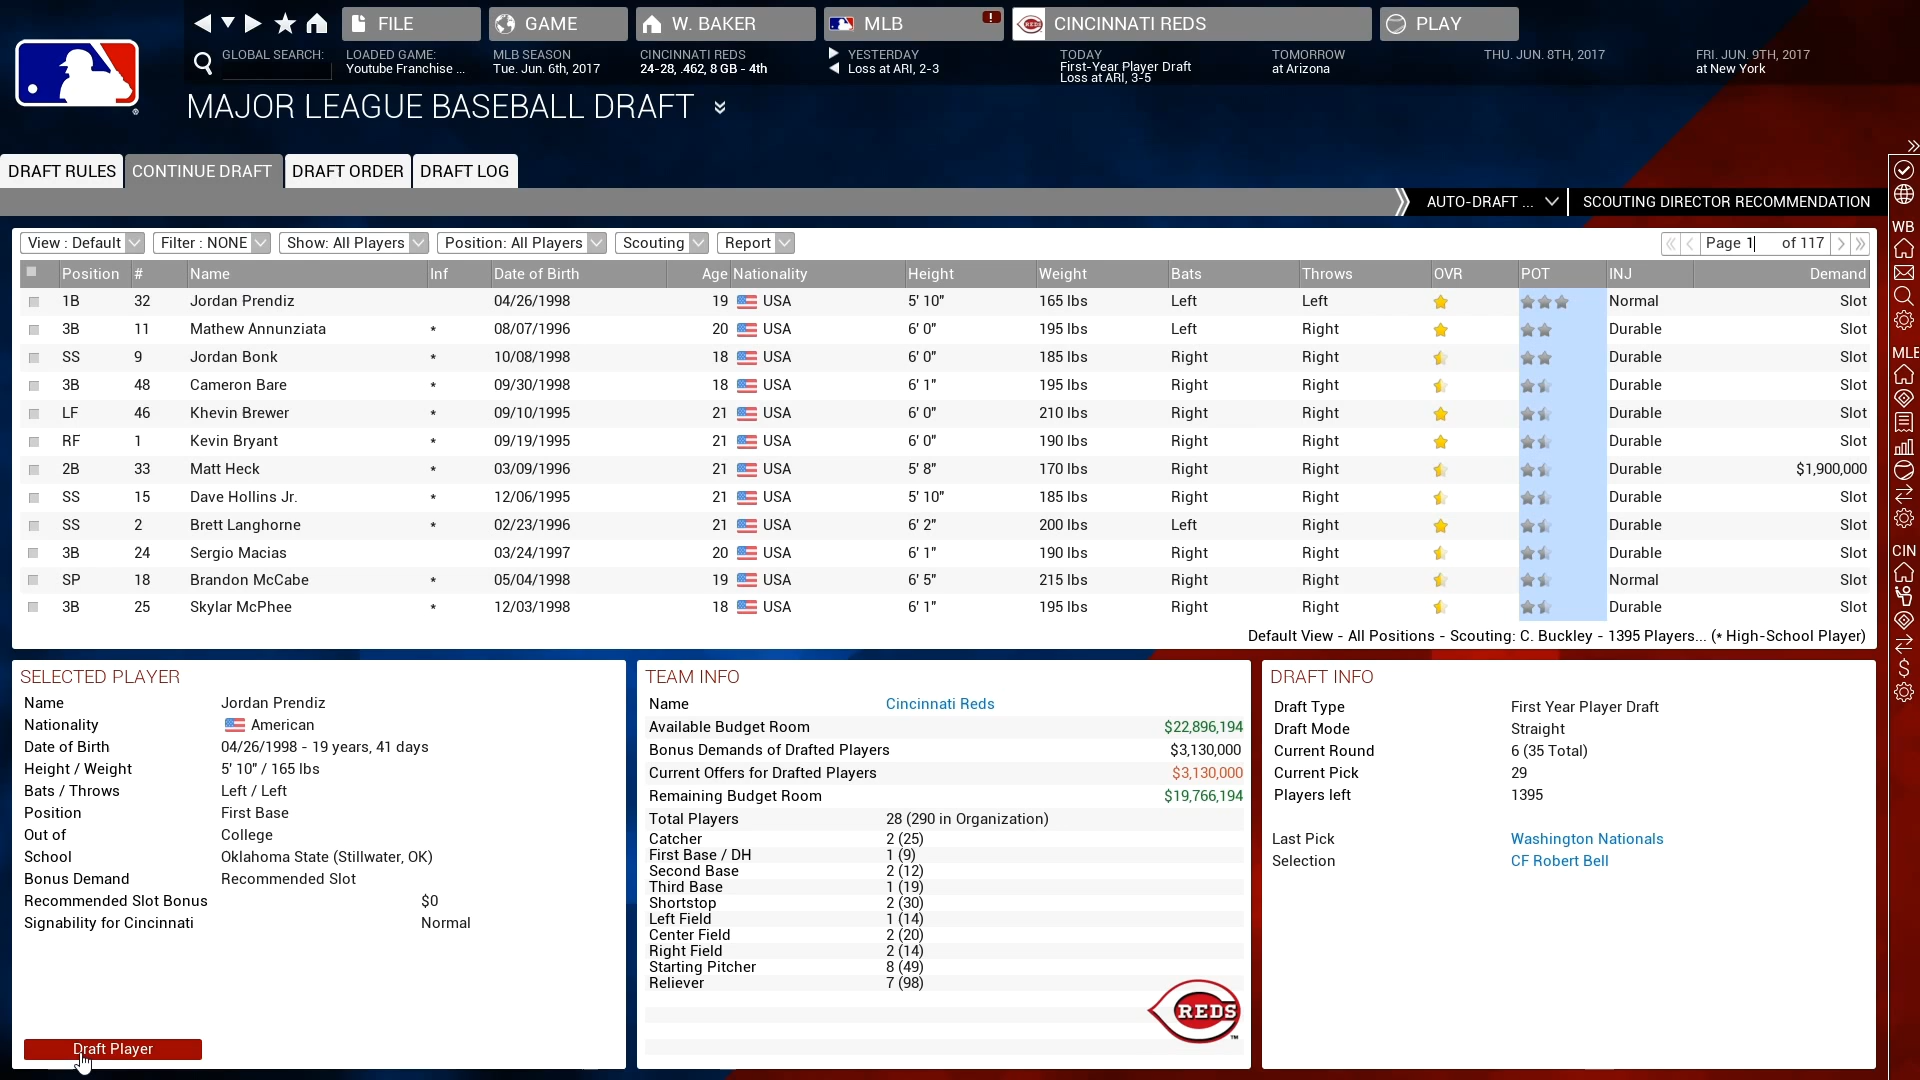 FILE GAME W. BAKER MLB ! REDS CINCINNATI REDS PLAY
GLOBAL SEARCH: LOADED GAME: MLB SEASON CINCINNATI REDS YESTERDAY TODAY TOMORROW THU. JUN. 8TH, 2017 FRI. JUN. 9TH, 2017
Youtube Franchise ... Tue. Jun. 6th, 2017 24-28, .462, 8 GB - 4th Loss at ARI, 2-3 First-Year Player Draft at Arizona at New York
Loss at ARI, 3-5
MAJOR LEAGUE BASEBALL DRAFT
DRAFT RULES CONTINUE DRAFT DRAFT ORDER DRAFT LOG
AUTO-DRAFT ... SCOUTING DIRECTOR RECOMMENDATION
View : Default Filter : NONE Show: All Players Position: All Players Scouting Report Page 1 of 117
Position # Name Inf Date of Birth Age Nationality Height Weight Bats Throws OVR POT INJ Demand
1B 32 Jordan Prendiz 04/26/1998 19 USA 5' 10" 165 lbs Left Left Normal Slot
3B 11 Mathew Annunziata * 08/07/1996 20 USA 6' 0" 195 lbs Left Right Durable Slot
SS 9 Jordan Bonk * 10/08/1998 18 USA 6' 0" 185 lbs Right Right Durable Slot
3B 48 Cameron Bare * 09/30/1998 18 USA 6' 1" 195 lbs Right Right Durable Slot
LF 46 Khevin Brewer * 09/10/1995 21 USA 6' 0" 210 lbs Right Right Durable Slot
RF 1 Kevin Bryant * 09/19/1995 21 USA 6' 0" 190 lbs Right Right Durable Slot
2B 33 Matt Heck * 03/09/1996 21 USA 5' 8" 170 lbs Right Right Durable $1,900,000
SS 15 Dave Hollins Jr. * 12/06/1995 21 USA 5' 10" 185 lbs Right Right Durable Slot
SS 2 Brett Langhorne * 02/23/1996 21 USA 6' 2" 200 lbs Left Right Durable Slot
3B 24 Sergio Macias 03/24/1997 20 USA 6' 1" 190 lbs Right Right Durable Slot
SP 18 Brandon McCabe * 05/04/1998 19 USA 6' 5" 215 lbs Right Right Normal Slot
3B 25 Skylar McPhee * 12/03/1998 18 USA 6' 1" 195 lbs Right Right Durable Slot
Default View - All Positions - Scouting: C. Buckley - 1395 Players... (* High-School Player)
SELECTED PLAYER
Name Jordan Prendiz
Nationality American
Date of Birth 04/26/1998 - 19 years, 41 days
Height / Weight 5' 10" / 165 lbs
Bats / Throws Left / Left
Position First Base
Out of College
School Oklahoma State (Stillwater, OK)
Bonus Demand Recommended Slot
Recommended Slot Bonus $0
Signability for Cincinnati Normal
Draft Player
TEAM INFO
Name Cincinnati Reds
Available Budget Room $22,896,194
Bonus Demands of Drafted Players $3,130,000
Current Offers for Drafted Players $3,130,000
Remaining Budget Room $19,766,194
Total Players 28 (290 in Organization)
Catcher 2 (25)
First Base / DH 1 (9)
Second Base 2 (12)
Third Base 1 (19)
Shortstop 2 (30)
Left Field 1 (14)
Center Field 2 (20)
Right Field 2 (14)
Starting Pitcher 8 (49)
Reliever 7 (98)
REDS
TM
DRAFT INFO
Draft Type First Year Player Draft
Draft Mode Straight
Current Round 6 (35 Total)
Current Pick 29
Players left 1395
Last Pick Washington Nationals
Selection CF Robert Bell
WB
MLB
CIN